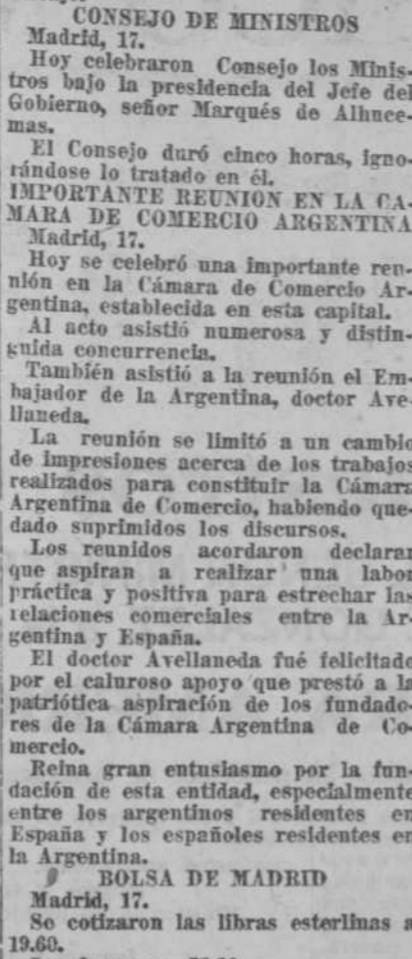 CONSEJO DE MINISTROS
Madrid, 17.
Hoy celebraron Consejo los Minis-
tros bajo la presidencia del Jefe del
Gobierno, señor Marqués de Alhuce-
mas.
El Consejo duró cinco horas, igno-
rándose lo tratado en él.
IMPORTANTE REUNION EN LA CA-
MARA DE COMERCIO ARGENTINA
Madrid, 17.
Hoy se celebró una importante reu-
nión en la Cámara de Comercio Ar-
gentina, establecida en esta capital.
Al acto asistió numerosa y distin-
guida concurrencia.
También asistió a la reunión el Em-
bajador de la Argentina, doctor Ave-
llaneda.
La reunión se limitó a un cambio
de impresiones acerca de los trabajos
realizados para constituir la Cámara
Argentina de Comercio, habiendo que-
dado suprimidos los discursos.
Los reunidos acordaron declarar
que aspiran a realizar una labor
práctica y positiva para estrechar las
relaciones comerciales entre la Ar-
gentina y España.
El doctor Avellaneda fué felicitado
por el caluroso apoyo que prestó a la
patriótica aspiración de los fundado-
res de la Cámara Argentina de Co-
mercio.
Reina gran entusiasmo por la fun-
dación de esta entidad, especialmente
entre los argentinos residentes en
España y los españoles residentes en
la Argentina.
BOLSA DE MADRID
Madrid, 17.
Se cotizaron las libras esterlinas a
19.60.